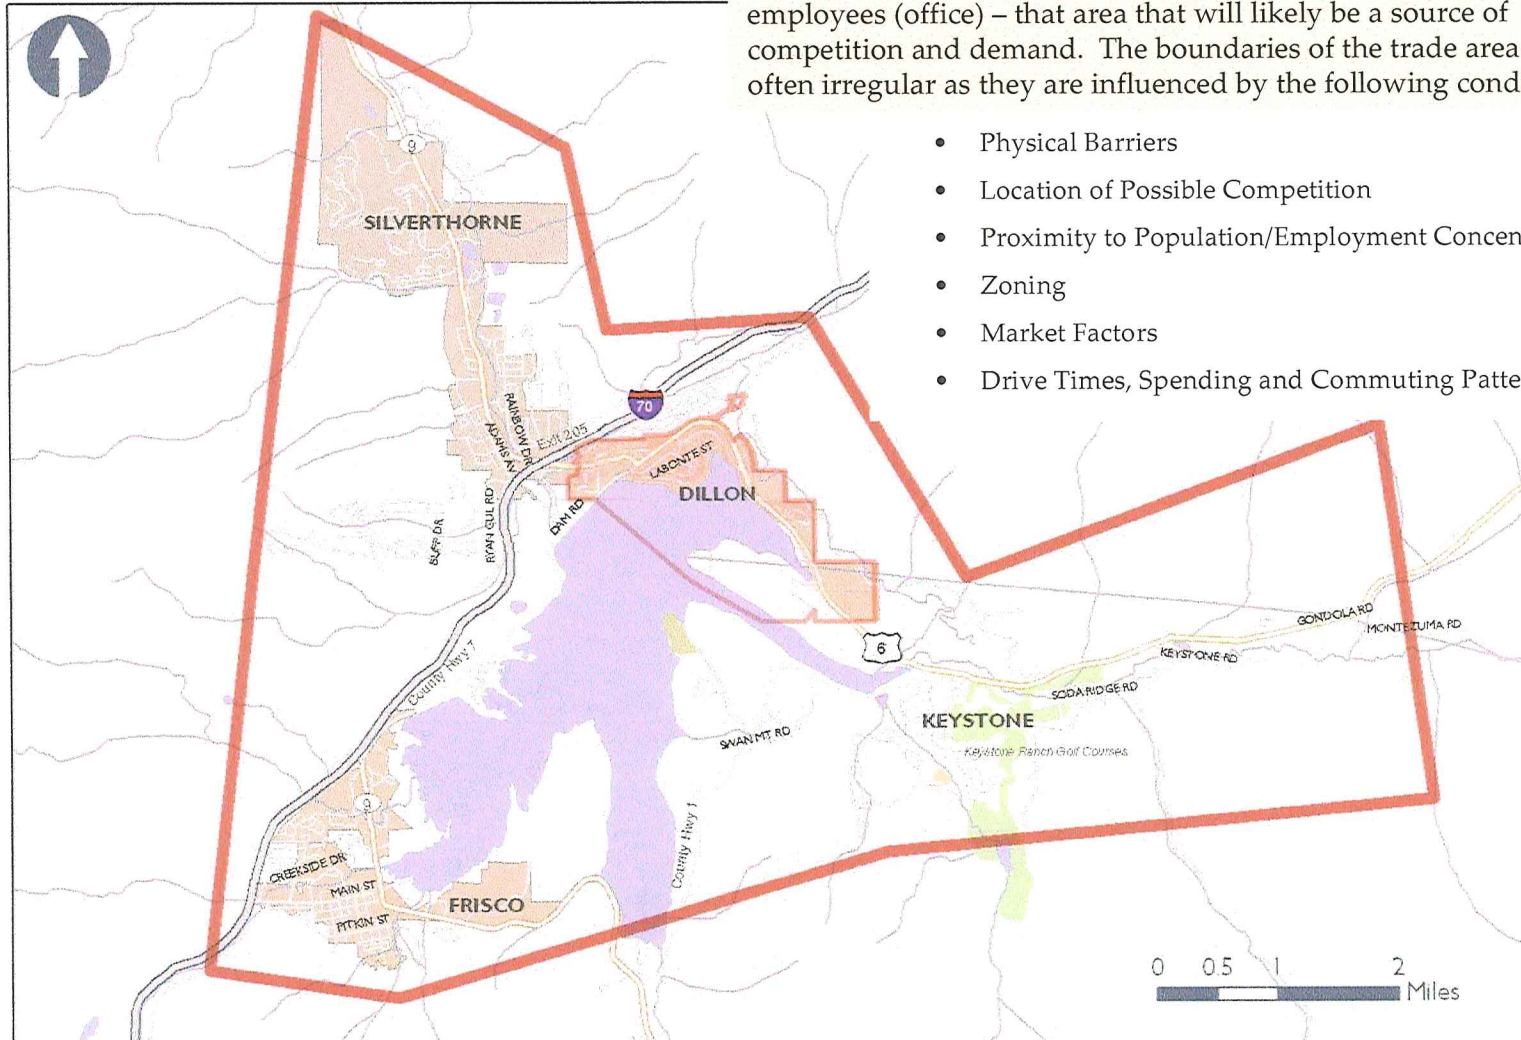 employees (office) – that area that will likely be a source of
competition and demand. The boundaries of the trade area
often irregular as they are influenced by the following cond
• Physical Barriers
• Location of Possible Competition
• Proximity to Population/Employment Concen
• Zoning
• Market Factors
• Drive Times, Spending and Commuting Patte
9
SILVERTHORNE
70
RAINBOW DR
ADAMS AV
Exit 205
LABONTE ST
DILLON
DAM RD
RYAN GUL RD
BUFF DR
6
GONDOLA RD
MONTEZUMA RD
KEYSTONE RD
SODA RIDGE RD
County Hwy 7
KEYSTONE
SWAN MT RD
Keystone Ranch Golf Courses
9
County Hwy 1
CREEKSIDE DR
MAIN ST
PITKIN ST
FRISCO
0 0.5 1 2
Miles